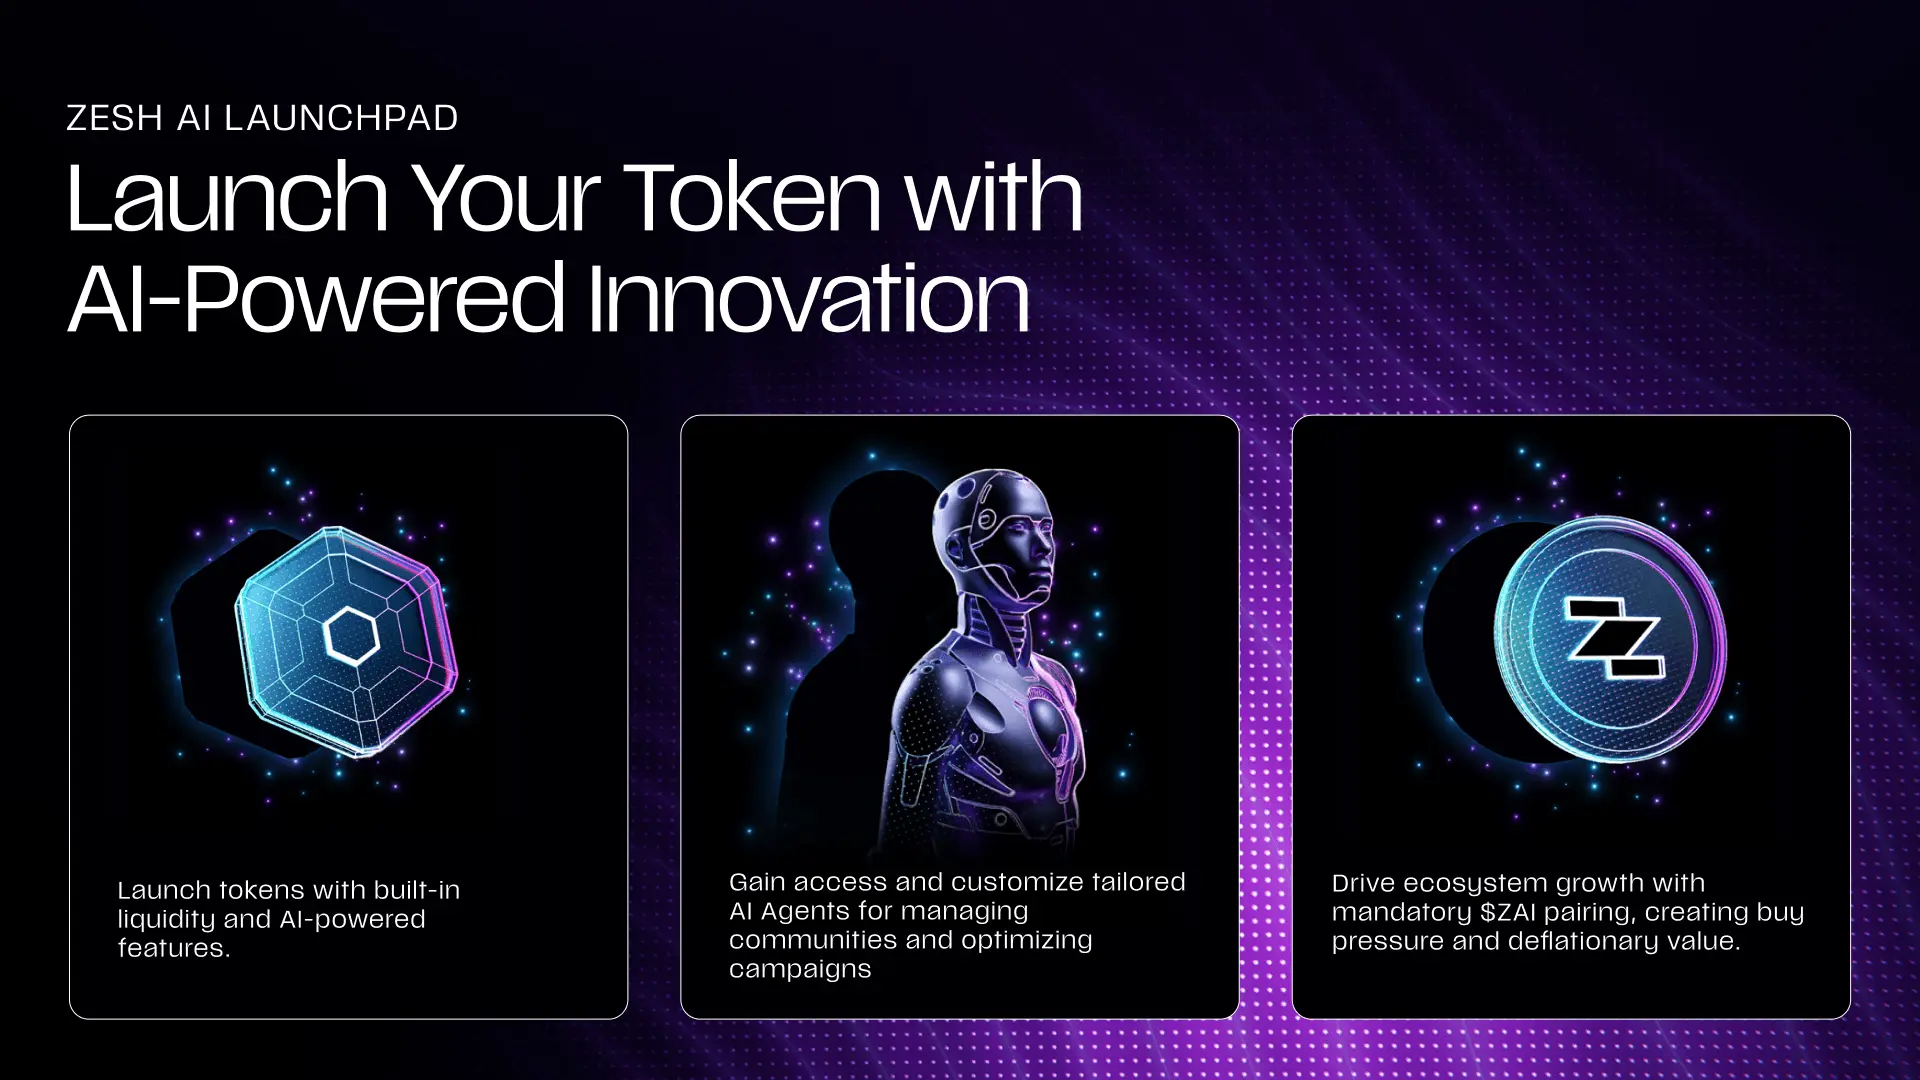 ZESH AI LAUNCHPAD
Launch Your Token with
AI-Powered Innovation
Launch tokens with built-in
liquidity and AI-powered
features.
Gain access and customize tailored
AI Agents for managing
communities and optimizing
campaigns
Drive ecosystem growth with
mandatory $ZAI pairing, creating buy
pressure and deflationary value.